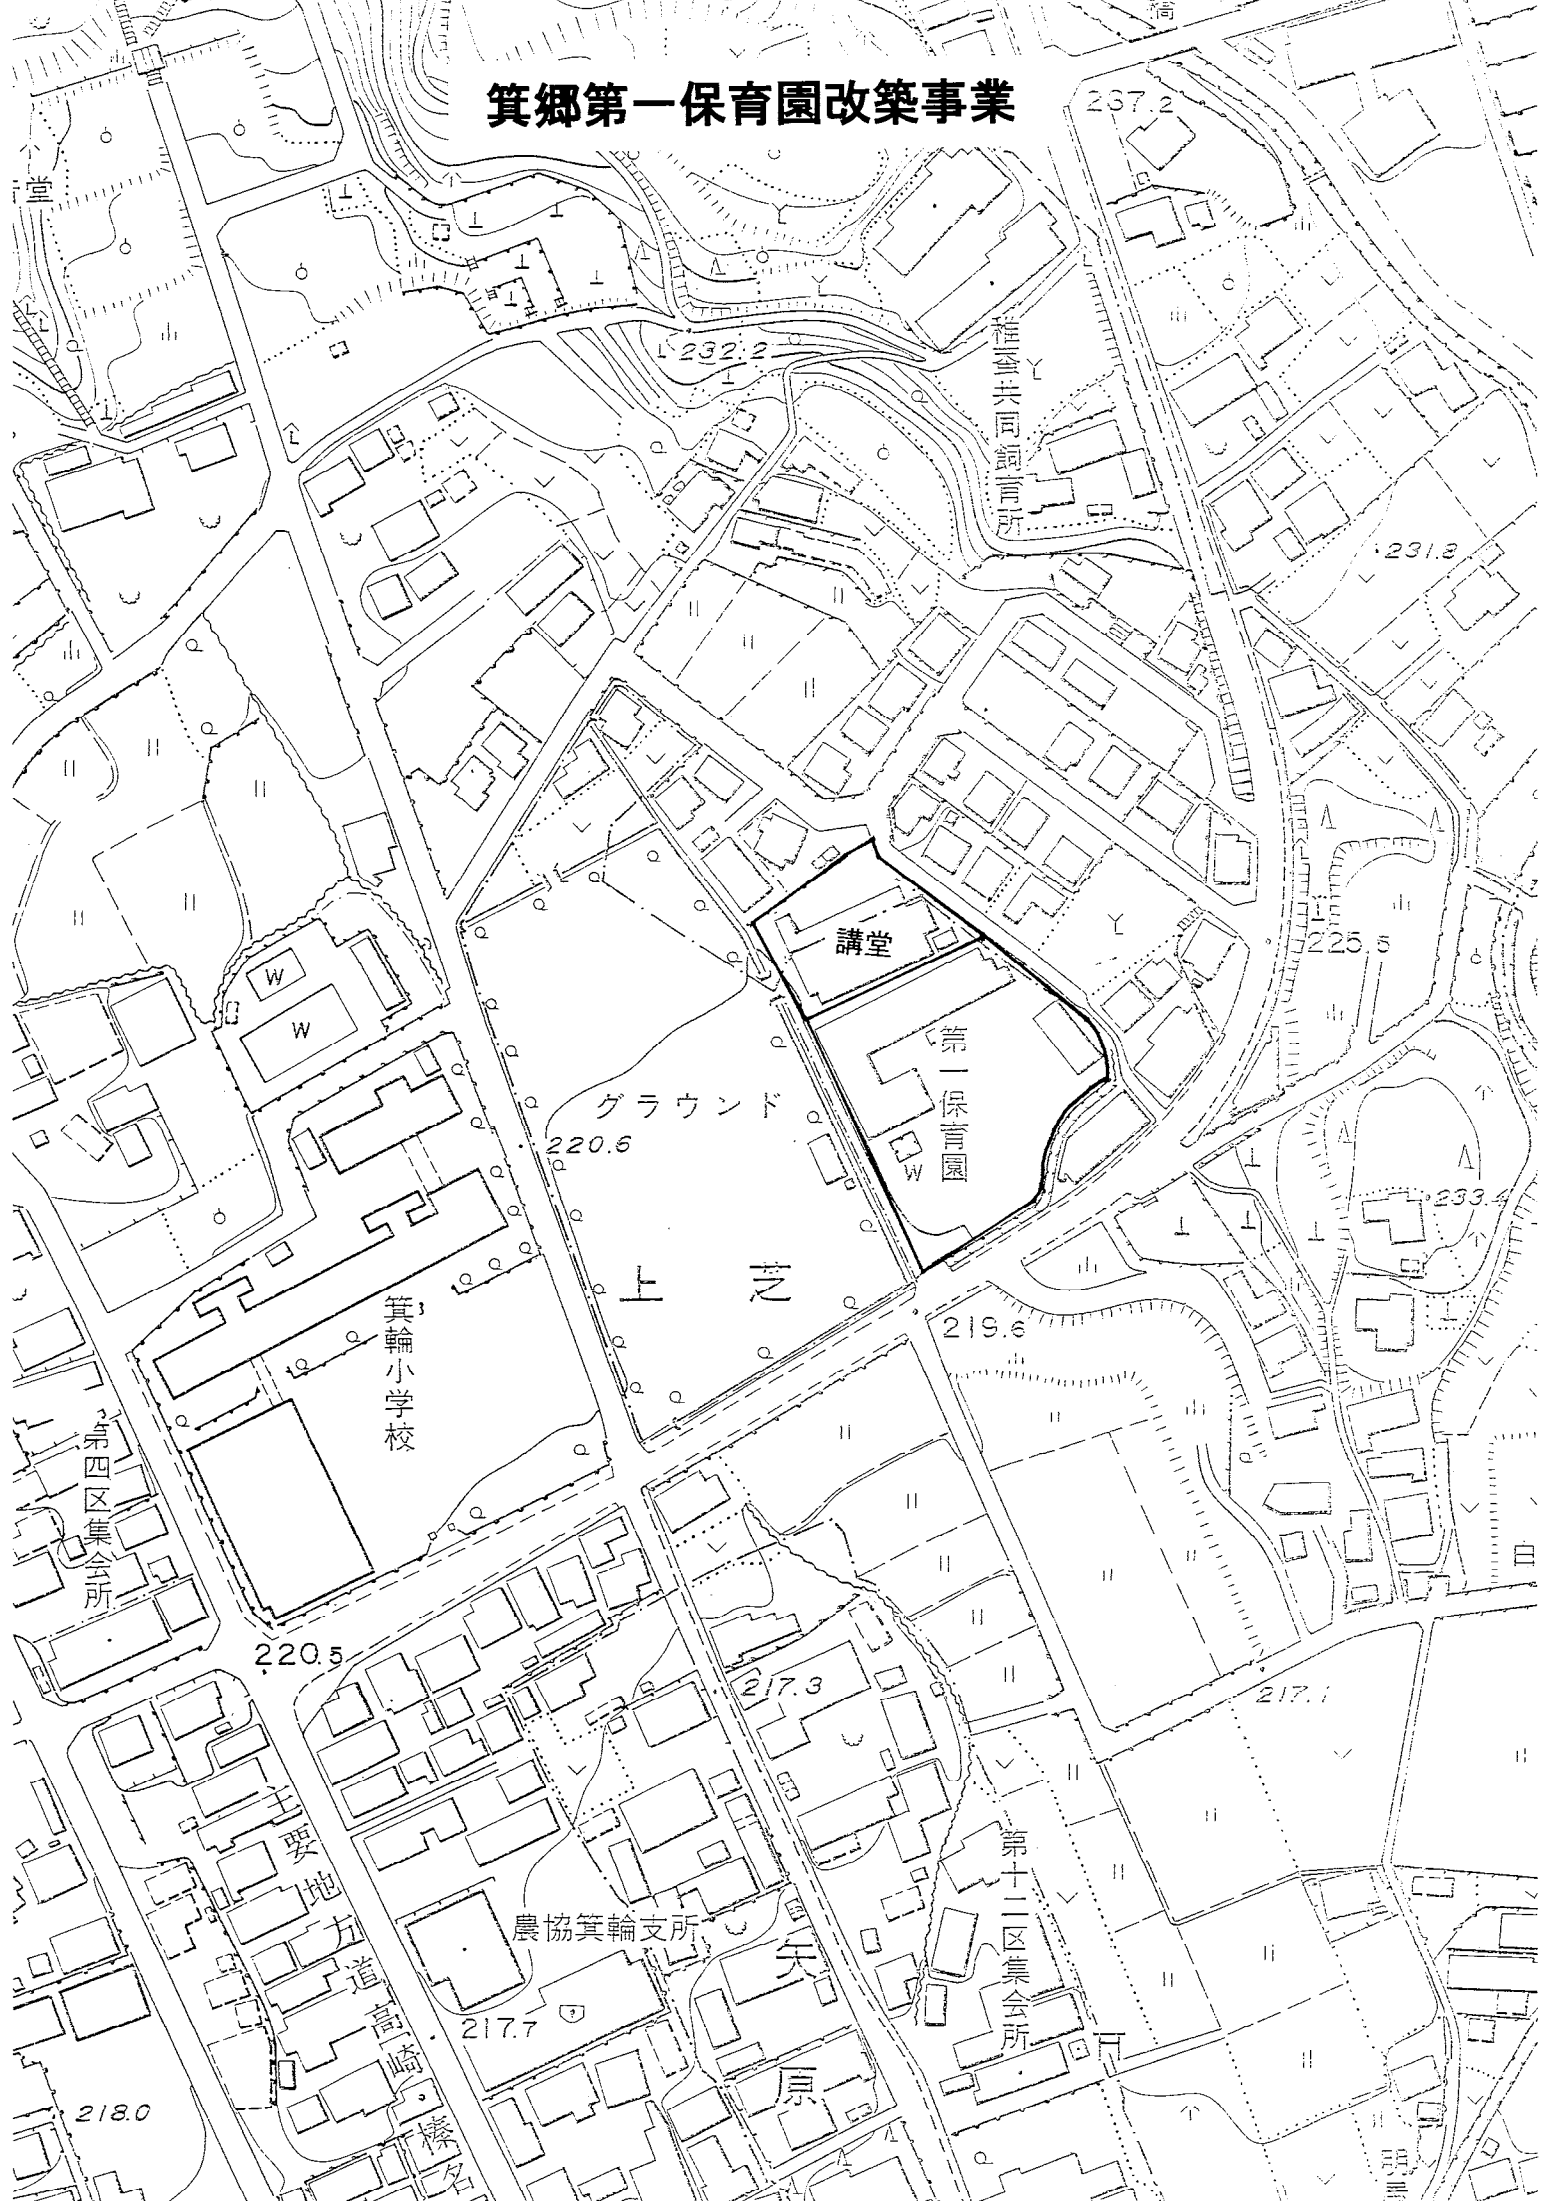 橋
箕郷第一保育園改築事業
237.2
堂
232.2
稚蚕共同飼育所
231.8
講堂
225.5
W
W
第一保育園
グラウンド
220.6
W
233.4
上芝
219.6
箕輪小学校
第四区集会所
220.5
217.3
217.1
主要地方道高崎榛名
第十二区集会所
農協箕輪支所
矢原
217.7
218.0